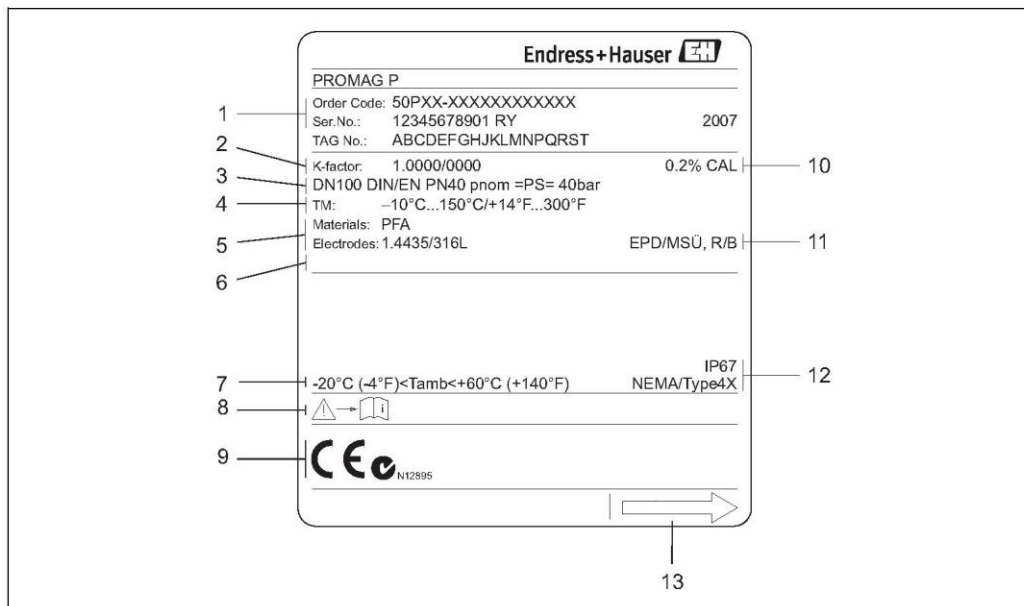 Endress+Hauser EH
PROMAG P
1 Order Code: 50PXX-XXXXXXXXXXXX
Ser.No.: 12345678901 RY 2007
TAG No.: ABCDEFGHJKLMNPQRST
2 K-factor: 1.0000/0000 0.2% CAL 10
3 DN100 DIN/EN PN40 pnom =PS= 40bar
4 TM: –10°C...150°C/+14°F...300°F
5 Materials: PFA
Electrodes: 1.4435/316L EPD/MSÜ, R/B 11
6
IP67
7 -20°C (-4°F)<Tamb<+60°C (+140°F) NEMA/Type4X 12
8 i
9 CE N12895
13